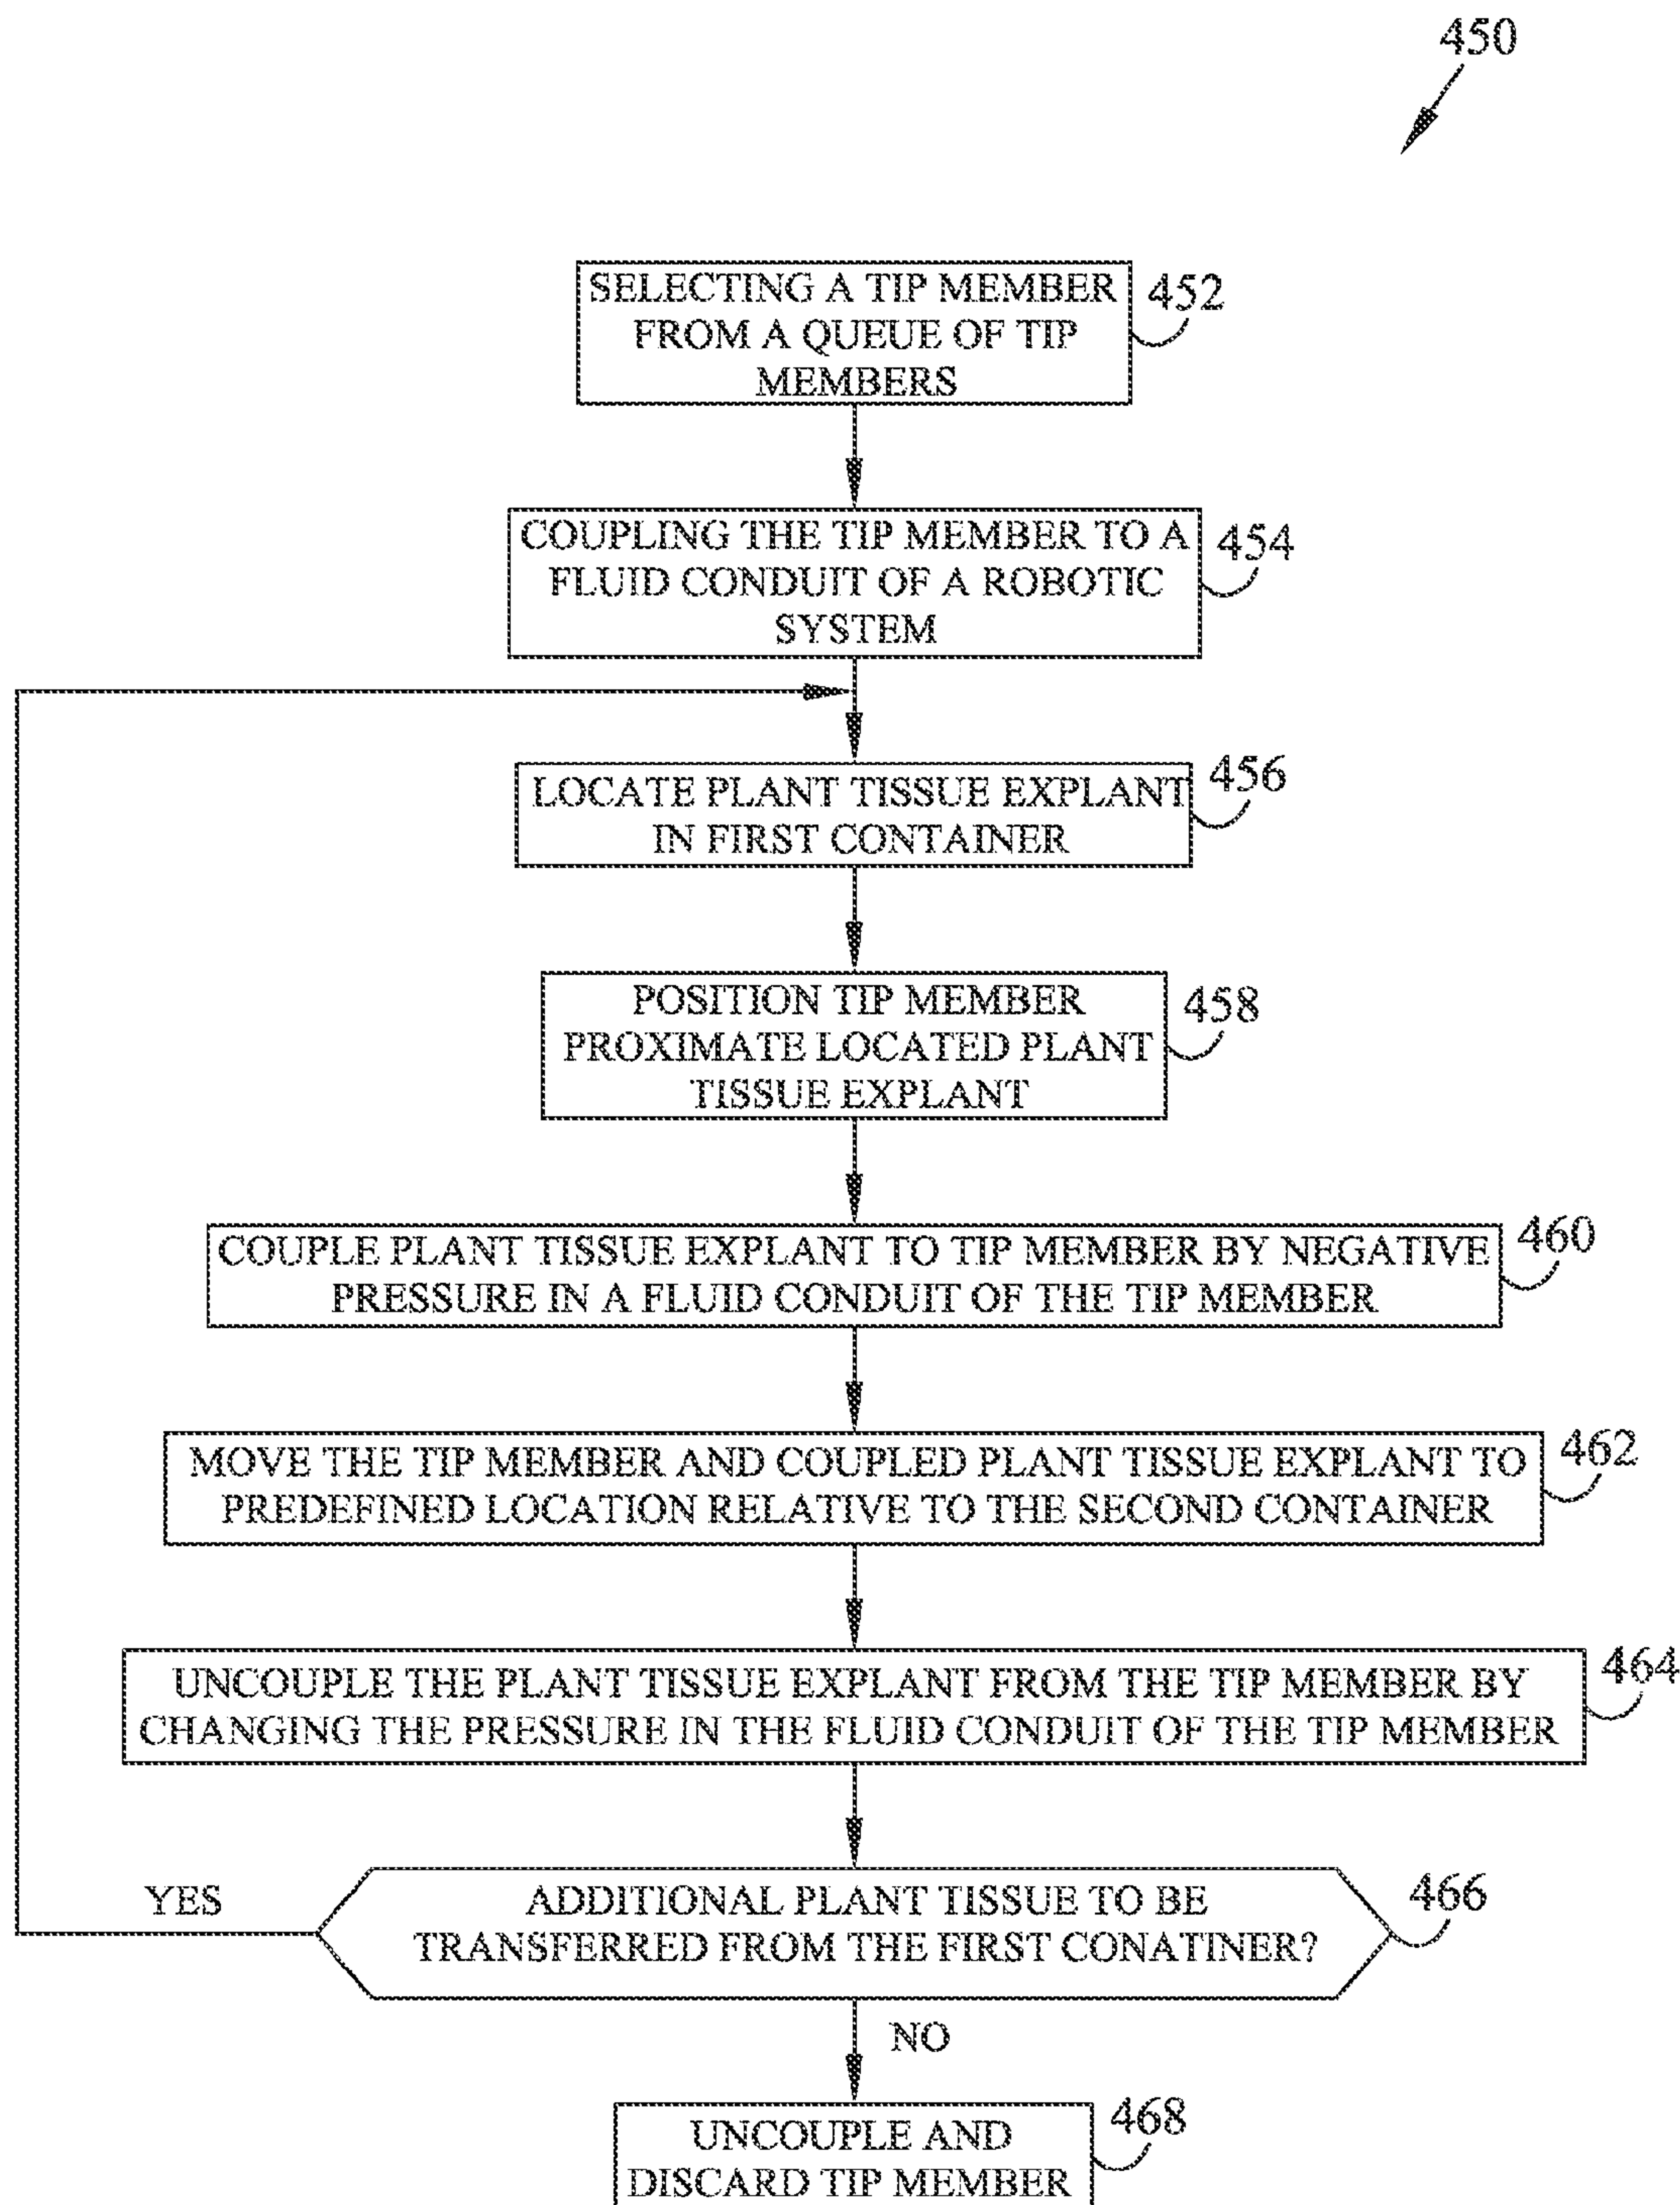 450
SELECTING A TIP MEMBER
FROM A QUEUE OF TIP
MEMBERS
452
COUPLING THE TIP MEMBER TO A
FLUID CONDUIT OF A ROBOTIC
SYSTEM
454
LOCATE PLANT TISSUE EXPLANT
IN FIRST CONTAINER
456
POSITION TIP MEMBER
PROXIMATE LOCATED PLANT
TISSUE EXPLANT
458
COUPLE PLANT TISSUE EXPLANT TO TIP MEMBER BY NEGATIVE
PRESSURE IN A FLUID CONDUIT OF THE TIP MEMBER
460
MOVE THE TIP MEMBER AND COUPLED PLANT TISSUE EXPLANT TO
PREDEFINED LOCATION RELATIVE TO THE SECOND CONTAINER
462
UNCOUPLE THE PLANT TISSUE EXPLANT FROM THE TIP MEMBER BY
CHANGING THE PRESSURE IN THE FLUID CONDUIT OF THE TIP MEMBER
464
YES
ADDITIONAL PLANT TISSUE TO BE
TRANSFERRED FROM THE FIRST CONATINER?
466
NO
UNCOUPLE AND
DISCARD TIP MEMBER
468